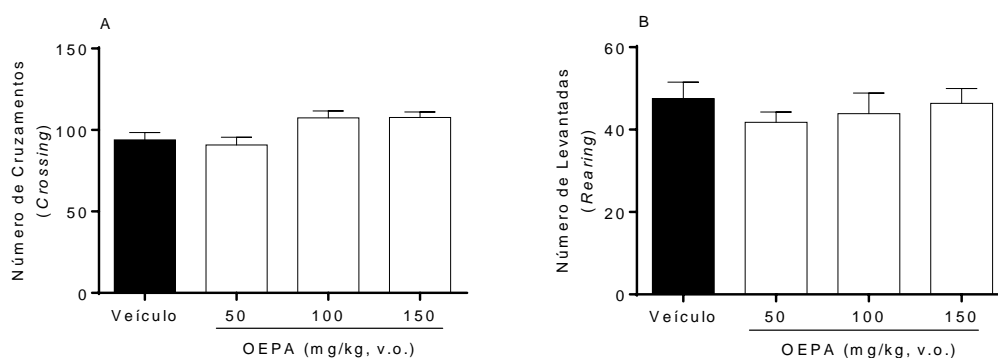 A
Número de Cruzamentos
(Crossing)
150
100
50
0
Veículo 50 100 150
OEPA (mg/kg, v.o.)
B
Número de Levantadas
(Rearing)
60
40
20
0
Veículo 50 100 150
OEPA (mg/kg, v.o.)